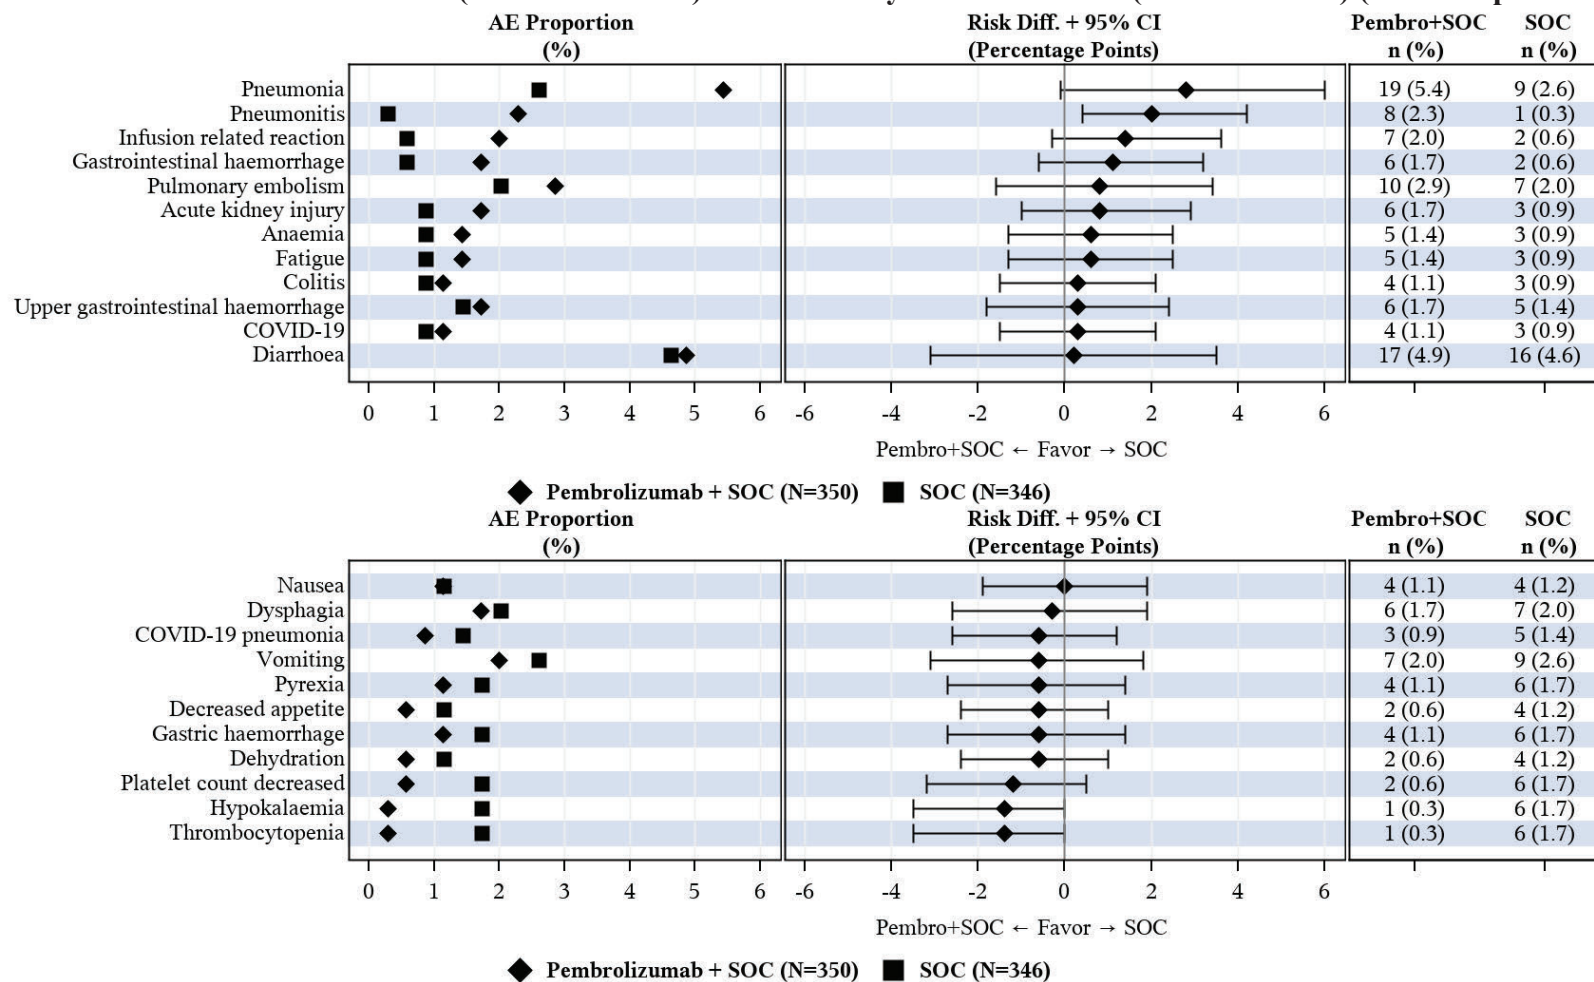 AE Proportion (%) Risk Diff. + 95% CI (Percentage Points) Pembro+SOC n (%) SOC n (%)
Pneumonia 19 (5.4) 9 (2.6)
Pneumonitis 8 (2.3) 1 (0.3)
Infusion related reaction 7 (2.0) 2 (0.6)
Gastrointestinal haemorrhage 6 (1.7) 2 (0.6)
Pulmonary embolism 10 (2.9) 7 (2.0)
Acute kidney injury 6 (1.7) 3 (0.9)
Anaemia 5 (1.4) 3 (0.9)
Fatigue 5 (1.4) 3 (0.9)
Colitis 4 (1.1) 3 (0.9)
Upper gastrointestinal haemorrhage 6 (1.7) 5 (1.4)
COVID-19 4 (1.1) 3 (0.9)
Diarrhoea 17 (4.9) 16 (4.6)
0 1 2 3 4 5 6 -6 -4 -2 0 2 4 6
Pembro+SOC ← Favor → SOC
Pembrolizumab + SOC (N=350) SOC (N=346)
AE Proportion (%) Risk Diff. + 95% CI (Percentage Points) Pembro+SOC n (%) SOC n (%)
Nausea 4 (1.1) 4 (1.2)
Dysphagia 6 (1.7) 7 (2.0)
COVID-19 pneumonia 3 (0.9) 5 (1.4)
Vomiting 7 (2.0) 9 (2.6)
Pyrexia 4 (1.1) 6 (1.7)
Decreased appetite 2 (0.6) 4 (1.2)
Gastric haemorrhage 4 (1.1) 6 (1.7)
Dehydration 2 (0.6) 4 (1.2)
Platelet count decreased 2 (0.6) 6 (1.7)
Hypokalaemia 1 (0.3) 6 (1.7)
Thrombocytopenia 1 (0.3) 6 (1.7)
0 1 2 3 4 5 6 -6 -4 -2 0 2 4 6
Pembro+SOC ← Favor → SOC
Pembrolizumab + SOC (N=350) SOC (N=346)